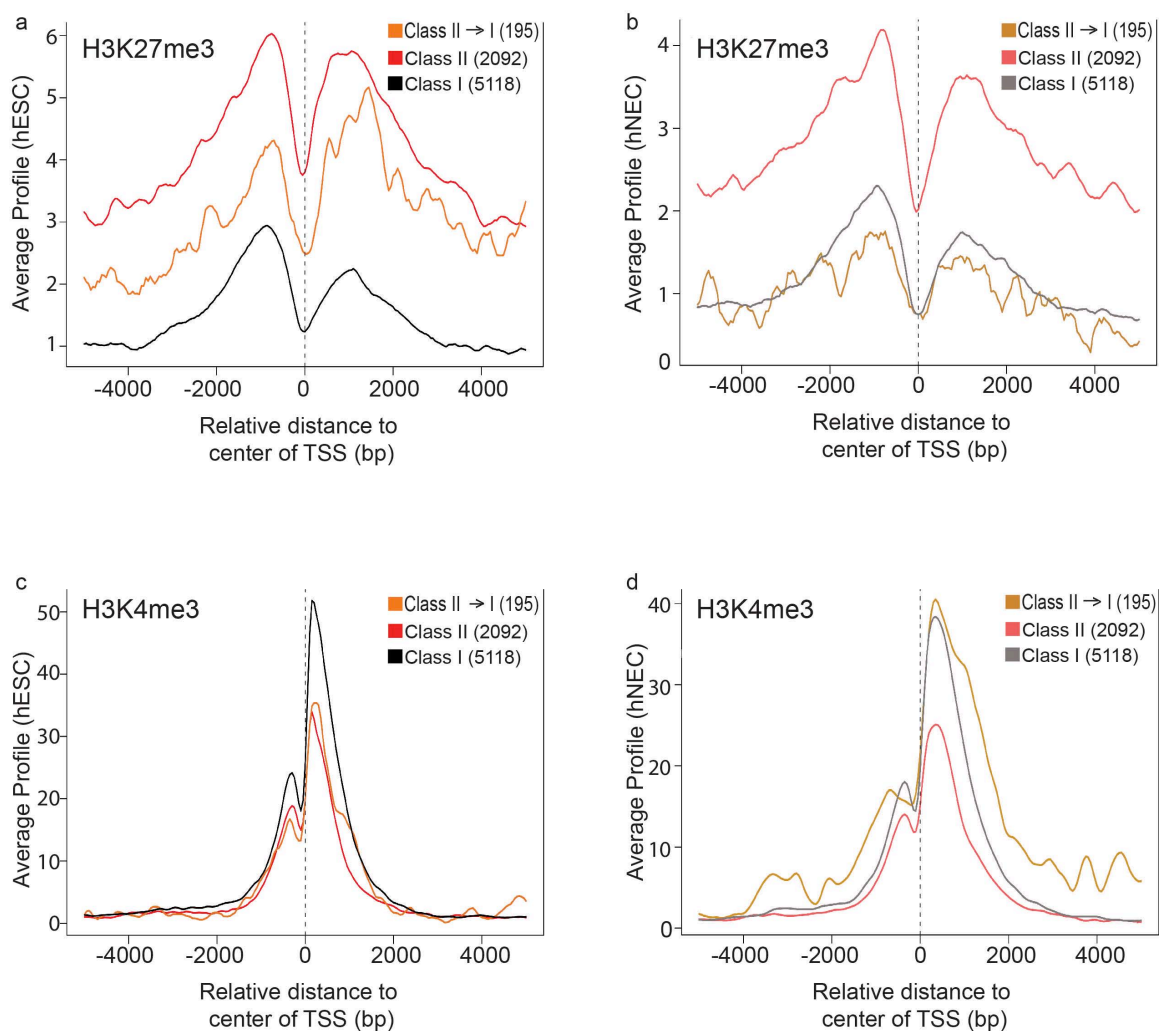 a
H3K27me3
Class II → I (195)
Class II (2092)
Class I (5118)
Average Profile (hESC)
6
5
4
3
2
1
-4000 -2000 0 2000 4000
Relative distance to
center of TSS (bp)
b
H3K27me3
Class II → I (195)
Class II (2092)
Class I (5118)
Average Profile (hNEC)
4
3
2
1
0
-4000 -2000 0 2000 4000
Relative distance to
center of TSS (bp)
c
H3K4me3
Class II → I (195)
Class II (2092)
Class I (5118)
Average Profile (hESC)
50
40
30
20
10
0
-4000 -2000 0 2000 4000
Relative distance to
center of TSS (bp)
d
H3K4me3
Class II → I (195)
Class II (2092)
Class I (5118)
Average Profile (hNEC)
40
30
20
10
0
-4000 -2000 0 2000 4000
Relative distance to
center of TSS (bp)